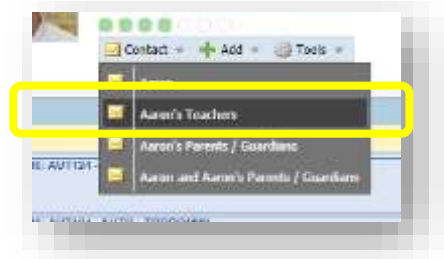 Contact Add Tools
Aaron
Aaron's Teachers
Aaron's Parents / Guardians
Aaron and Aaron's Parents / Guardians